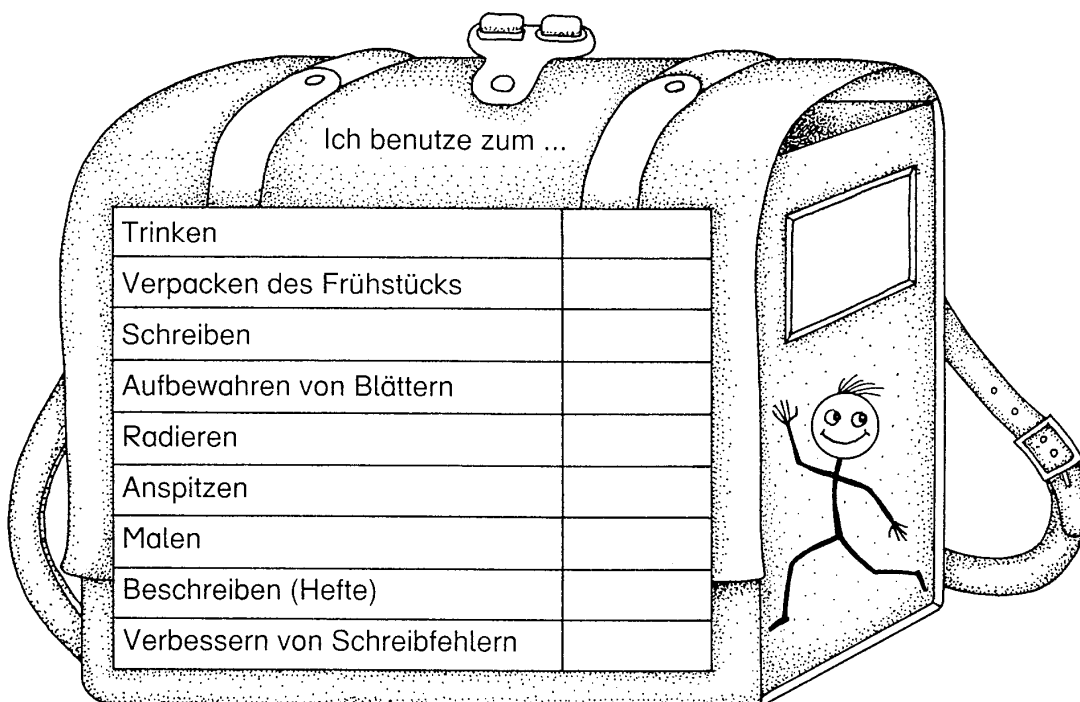 Ich benutze zum ...
Trinken
Verpacken des Frühstücks
Schreiben
Aufbewahren von Blättern
Radieren
Anspitzen
Malen
Beschreiben (Hefte)
Verbessern von Schreibfehlern